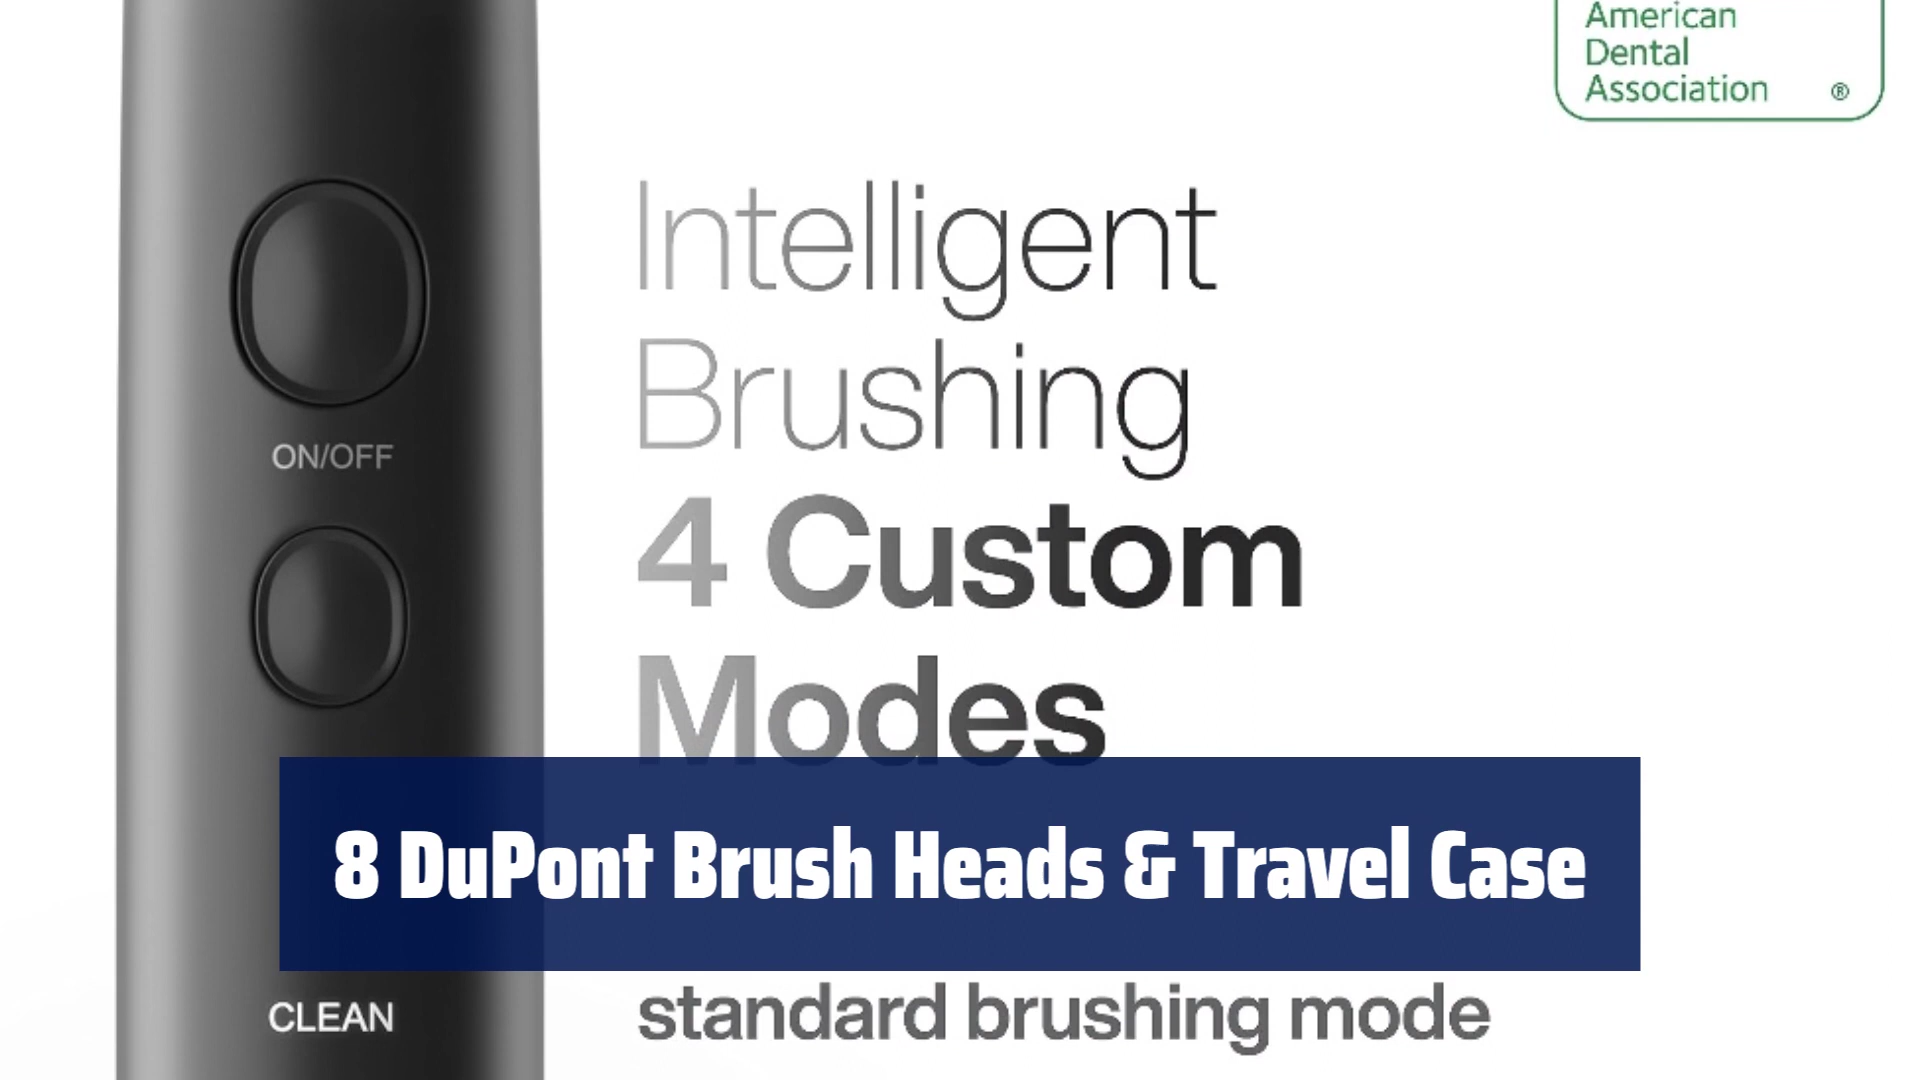 American
Dental
Association ®
Intelligent
Brushing
4 Custom
Modes
ON/OFF
8 DuPont Brush Heads & Travel Case
CLEAN
standard brushing mode